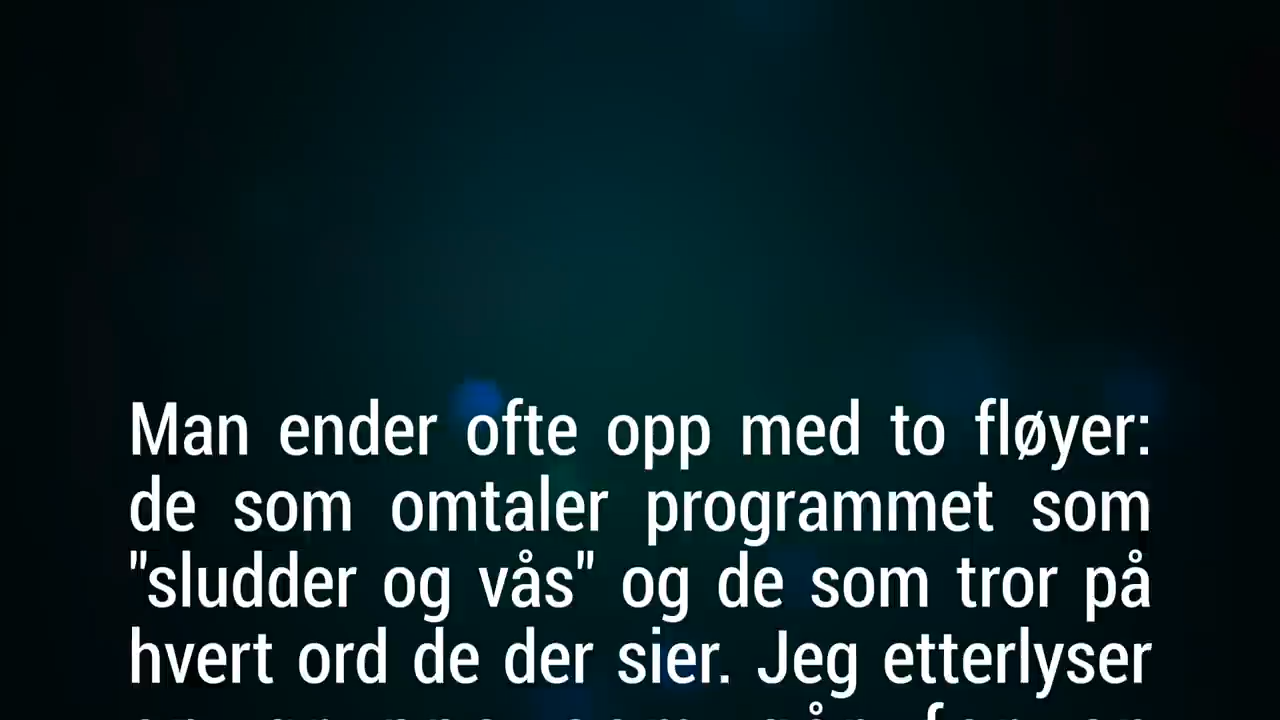 Man ender ofte opp med to fløyer:
de som omtaler programmet som
"sludder og vås" og de som tror på
hvert ord de der sier. Jeg etterlyser